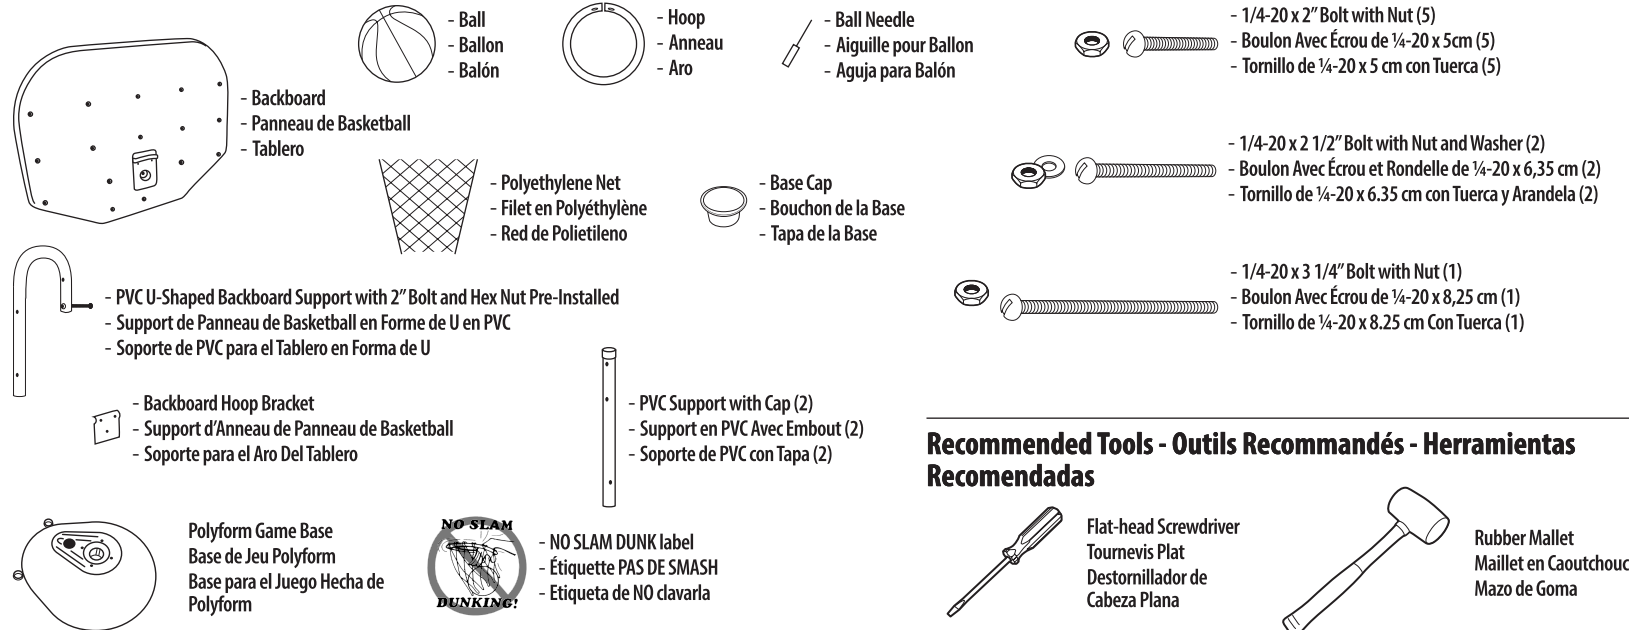 - Ball
- Ballon
- Balón
- Hoop
- Anneau
- Aro
- Ball Needle
- Aiguille pour Ballon
- Aguja para Balón
- Backboard
- Panneau de Basketball
- Tablero
- Polyethylene Net
- Filet en Polyéthylène
- Red de Polietileno
- Base Cap
- Bouchon de la Base
- Tapa de la Base
- PVC U-Shaped Backboard Support with 2” Bolt and Hex Nut Pre-Installed
- Support de Panneau de Basketball en Forme de U en PVC
- Soporte de PVC para el Tablero en Forma de U
- Backboard Hoop Bracket
- Support d’Anneau de Panneau de Basketball
- Soporte para el Aro Del Tablero
- PVC Support with Cap (2)
- Support en PVC Avec Embout (2)
- Soporte de PVC con Tapa (2)
Polyform Game Base
Base de Jeu Polyform
Base para el Juego Hecha de
Polyform
NO SLAM
DUNKING!
- NO SLAM DUNK label
- Étiquette PAS DE SMASH
- Etiqueta de NO clavarla
- 1/4-20 x 2” Bolt with Nut (5)
- Boulon Avec Écrou de ¼-20 x 5cm (5)
- Tornillo de ¼-20 x 5 cm con Tuerca (5)
- 1/4-20 x 2 1/2” Bolt with Nut and Washer (2)
- Boulon Avec Écrou et Rondelle de ¼-20 x 6,35 cm (2)
- Tornillo de ¼-20 x 6.35 cm con Tuerca y Arandela (2)
- 1/4-20 x 3 1/4” Bolt with Nut (1)
- Boulon Avec Écrou de ¼-20 x 8,25 cm (1)
- Tornillo de ¼-20 x 8.25 cm Con Tuerca (1)
Recommended Tools - Outils Recommandés - Herramientas
Recomendadas
Flat-head Screwdriver
Tournevis Plat
Destornillador de
Cabeza Plana
Rubber Mallet
Maillet en Caoutchouc
Mazo de Goma